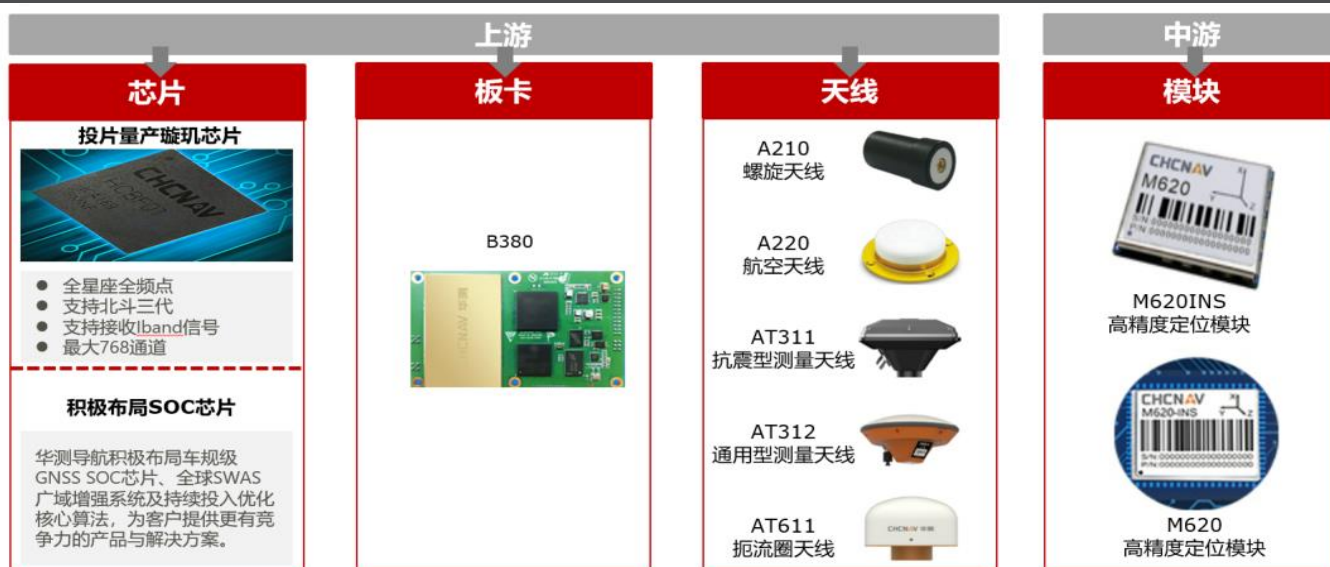 上游
中游
芯片
板卡
天线
模块
投片量产璇玑芯片
CHCNAV
全星座全频点
支持北斗三代
支持接收lband信号
最大768通道
积极布局SOC芯片
华测导航积极布局车规级
GNSS SOC芯片、全球SWAS
广域增强系统及持续投入优化
核心算法，为客户提供更有竞
争力的产品与解决方案。
B380
A210
螺旋天线
A220
航空天线
AT311
抗震型测量天线
AT312
通用型测量天线
AT611
扼流圈天线
CHCNAV 华测
CHCNAV
M620
S/N 0000000000000000
P/N 0000000000000000
M620INS
高精度定位模块
CHCNAV
M620-INS
M620
高精度定位模块